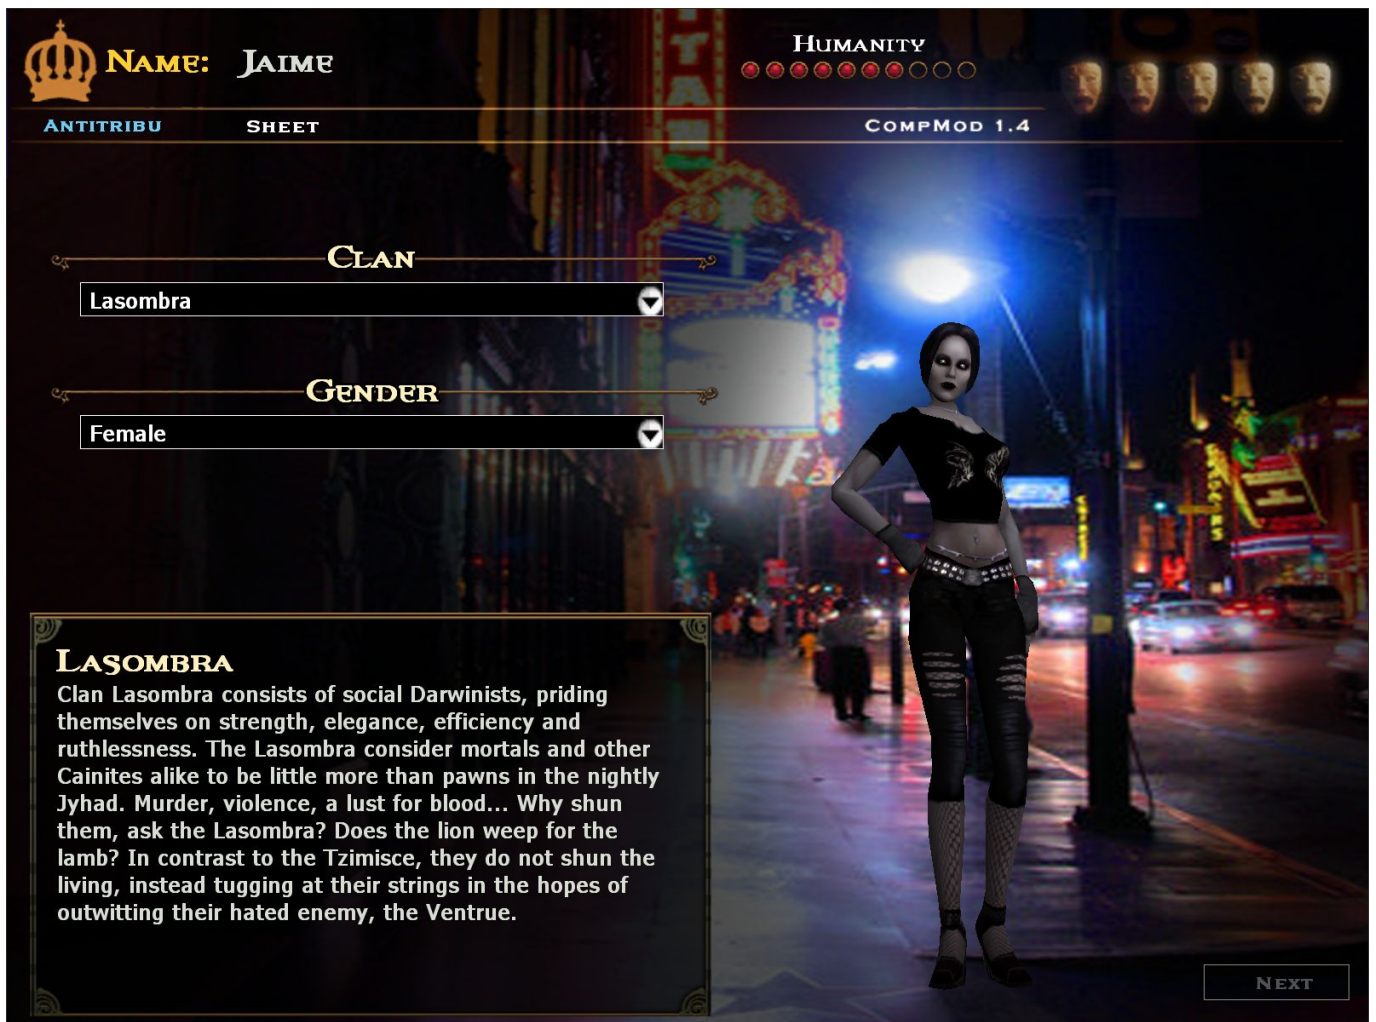 Name: Jaime
Humanity
Antitribu Sheet CompMod 1.4
Clan
Lasombra
Gender
Female
Lasombra
Clan Lasombra consists of social Darwinists, priding
themselves on strength, elegance, efficiency and
ruthlessness. The Lasombra consider mortals and other
Cainites alike to be little more than pawns in the nightly
Jyhad. Murder, violence, a lust for blood... Why shun
them, ask the Lasombra? Does the lion weep for the
lamb? In contrast to the Tzimisce, they do not shun the
living, instead tugging at their strings in the hopes of
outwitting their hated enemy, the Ventrue.
Next